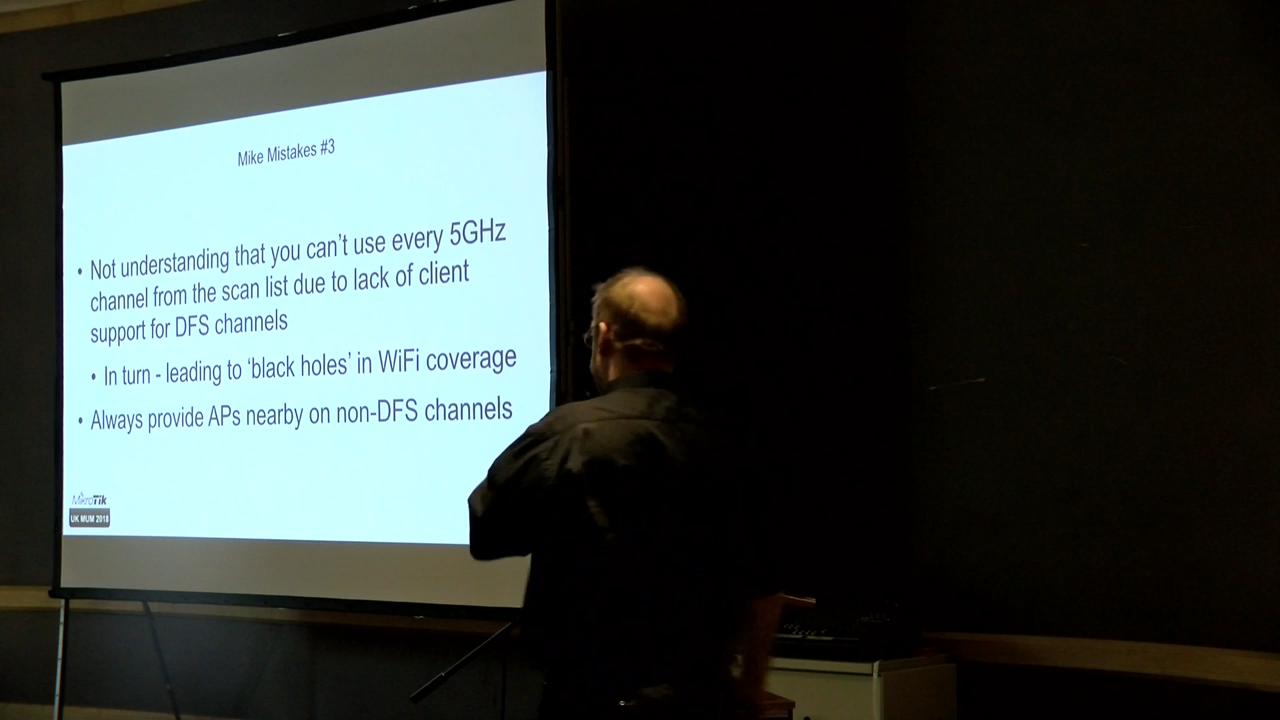 Mike Mistakes #3
• Not understanding that you can't use every 5GHz
channel from the scan list due to lack of client
support for DFS channels
• In turn - leading to 'black holes' in WiFi coverage
• Always provide APs nearby on non-DFS channels
MikroTik
UK MUM 2018